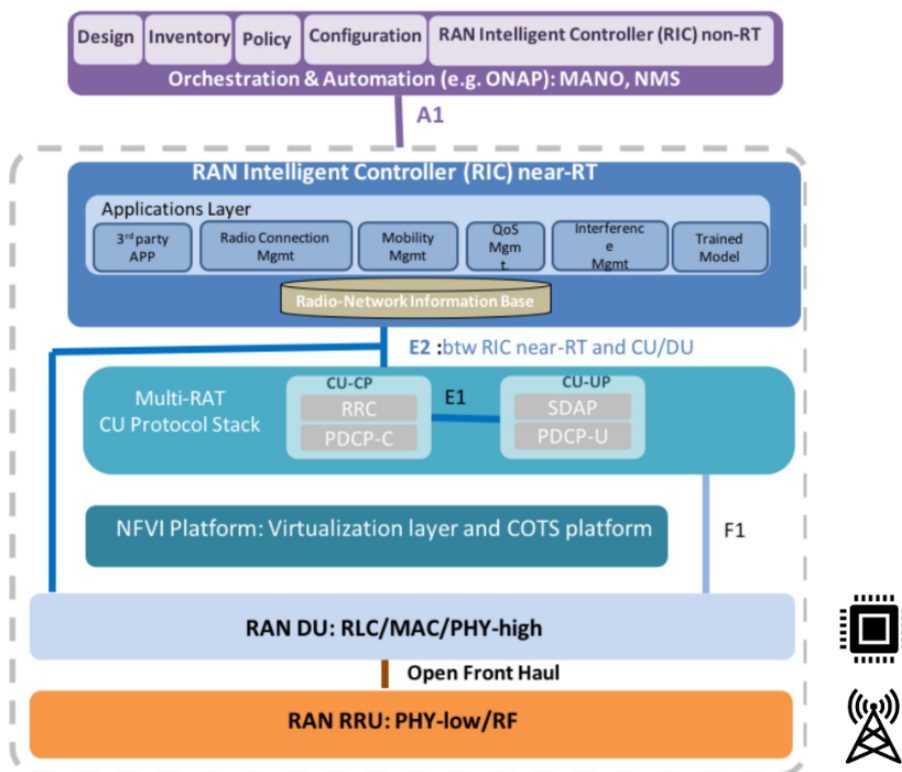 Design
Inventory
Policy
Configuration
RAN Intelligent Controller (RIC) non-RT
Orchestration & Automation (e.g. ONAP): MANO, NMS
A1
RAN Intelligent Controller (RIC) near-RT
Applications Layer
3rd party
APP
Radio Connection
Mgmt
Mobility
Mgmt
QoS
Mgm
t.
Interferenc
e
Mgmt
Trained
Model
Radio-Network Information Base
E2 :btw RIC near-RT and CU/DU
Multi-RAT
CU Protocol Stack
CU-CP
RRC
PDCP-C
E1
CU-UP
SDAP
PDCP-U
NFVI Platform: Virtualization layer and COTS platform
F1
RAN DU: RLC/MAC/PHY-high
Open Front Haul
RAN RRU: PHY-low/RF